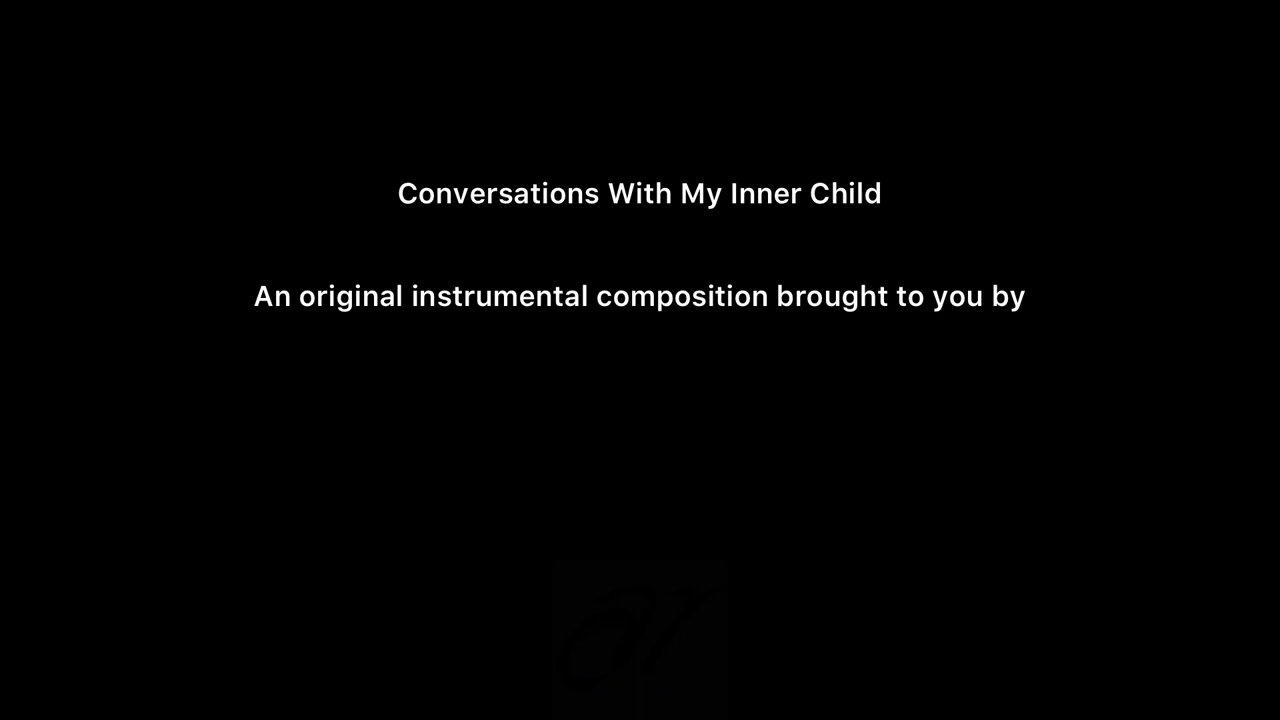 Conversations With My Inner Child
An original instrumental composition brought to you by